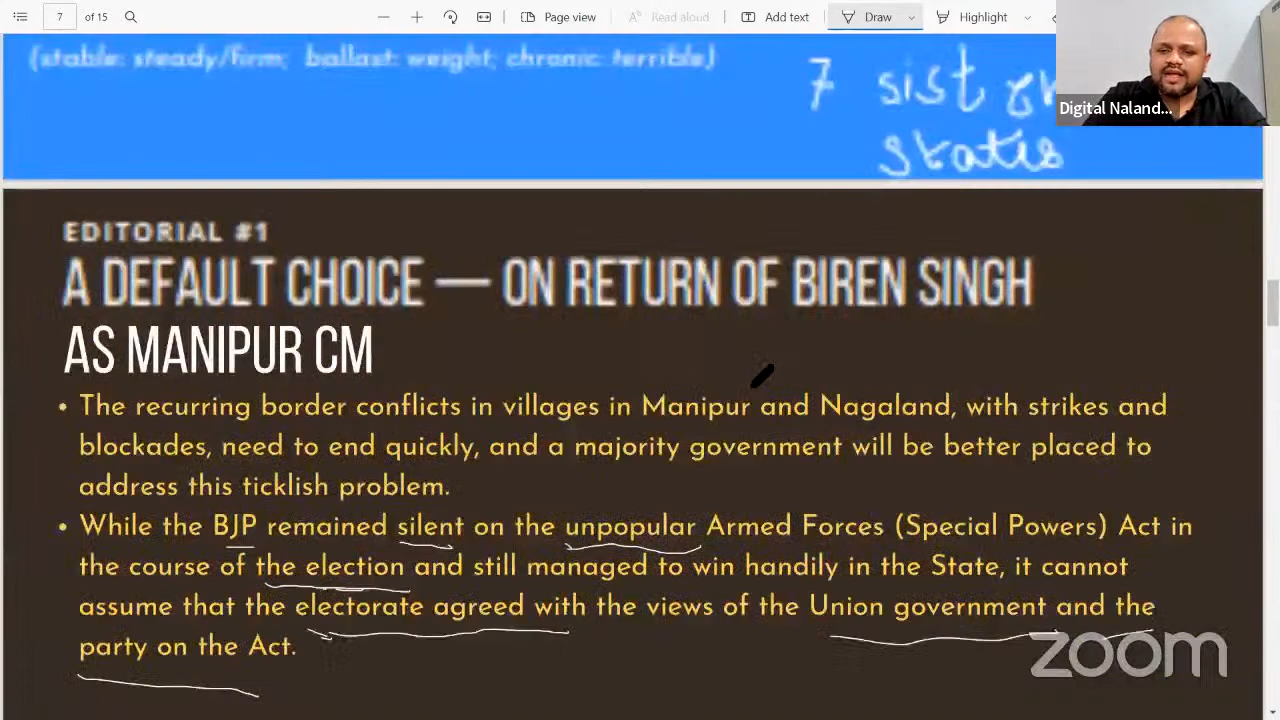 7 of 15 Page view Read aloud Add text Draw Highlight
(stable: steady/firm; ballast: weight; chronic: terrible)
7 sist
states
Digital Naland...
EDITORIAL #1
A DEFAULT CHOICE — ON RETURN OF BIREN SINGH
AS MANIPUR CM
• The recurring border conflicts in villages in Manipur and Nagaland, with strikes and
blockades, need to end quickly, and a majority government will be better placed to
address this ticklish problem.
• While the BJP remained silent on the unpopular Armed Forces (Special Powers) Act in
the course of the election and still managed to win handily in the State, it cannot
assume that the electorate agreed with the views of the Union government and the
party on the Act.
zoom